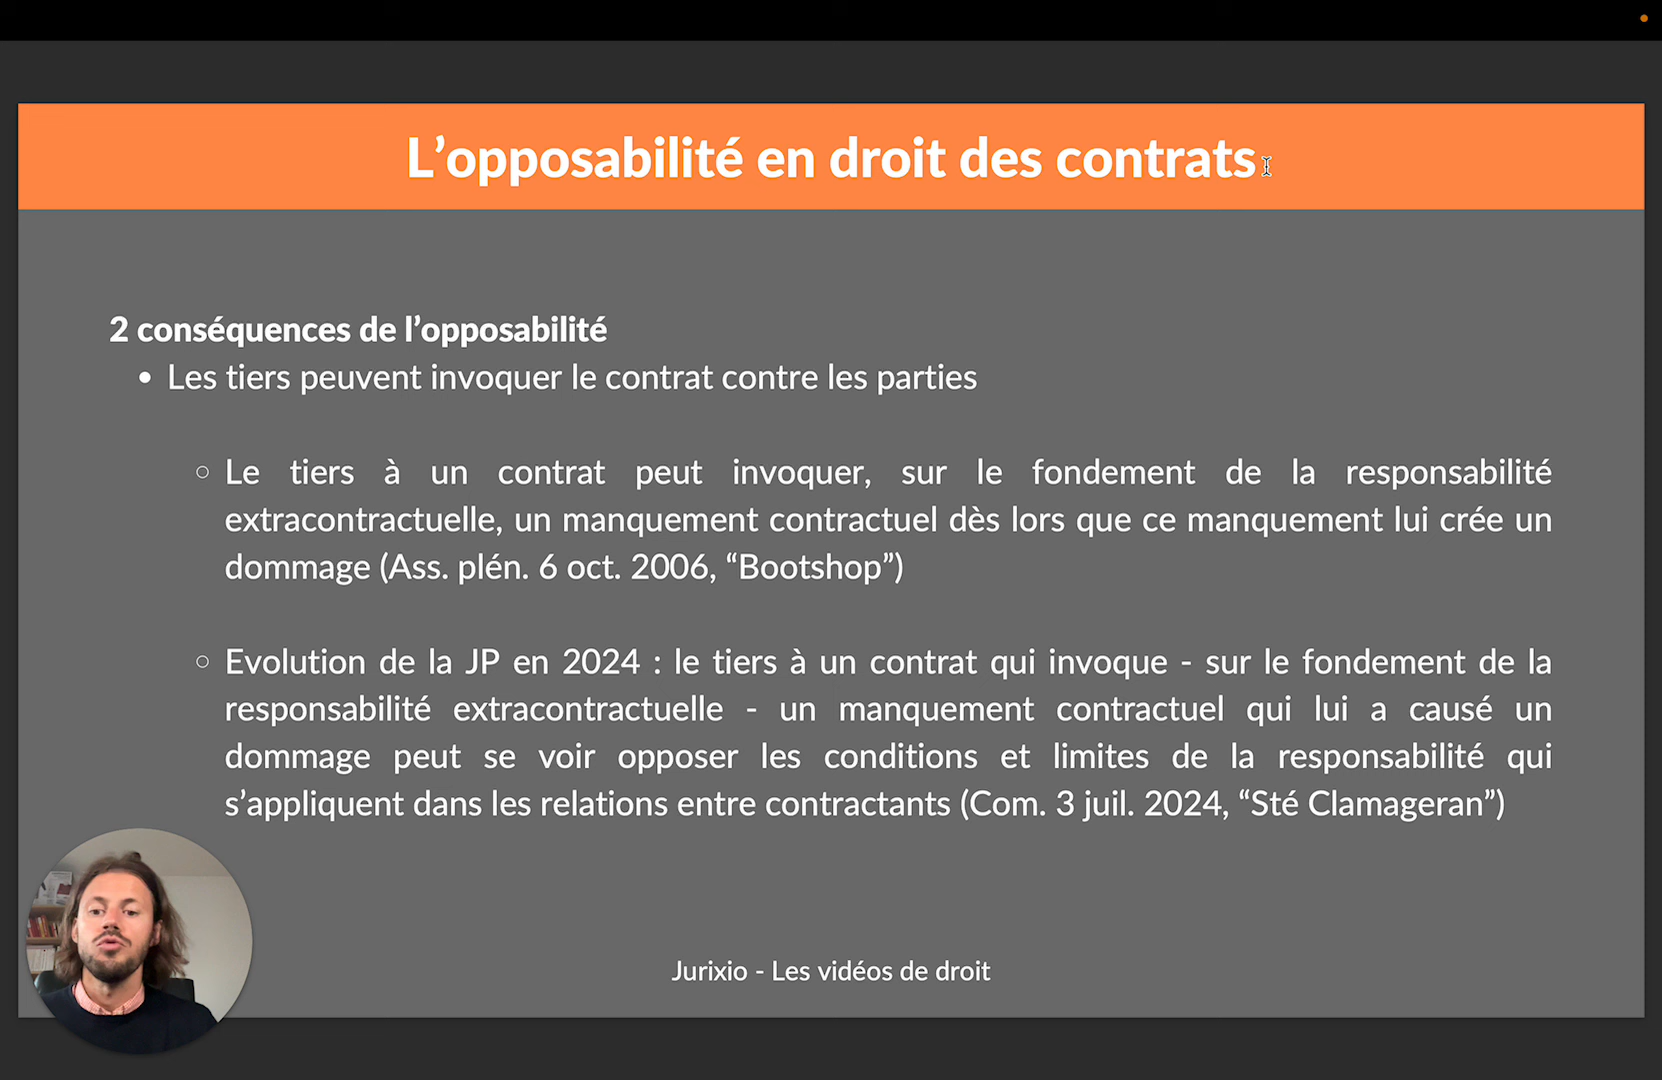 L’opposabilité en droit des contrats
2 conséquences de l’opposabilité
• Les tiers peuvent invoquer le contrat contre les parties
○ Le tiers à un contrat peut invoquer, sur le fondement de la responsabilité
extracontractuelle, un manquement contractuel dès lors que ce manquement lui crée un
dommage (Ass. plén. 6 oct. 2006, “Bootshop”)
○ Evolution de la JP en 2024 : le tiers à un contrat qui invoque - sur le fondement de la
responsabilité extracontractuelle - un manquement contractuel qui lui a causé un
dommage peut se voir opposer les conditions et limites de la responsabilité qui
s’appliquent dans les relations entre contractants (Com. 3 juil. 2024, “Sté Clamageran”)
Jurixio - Les vidéos de droit